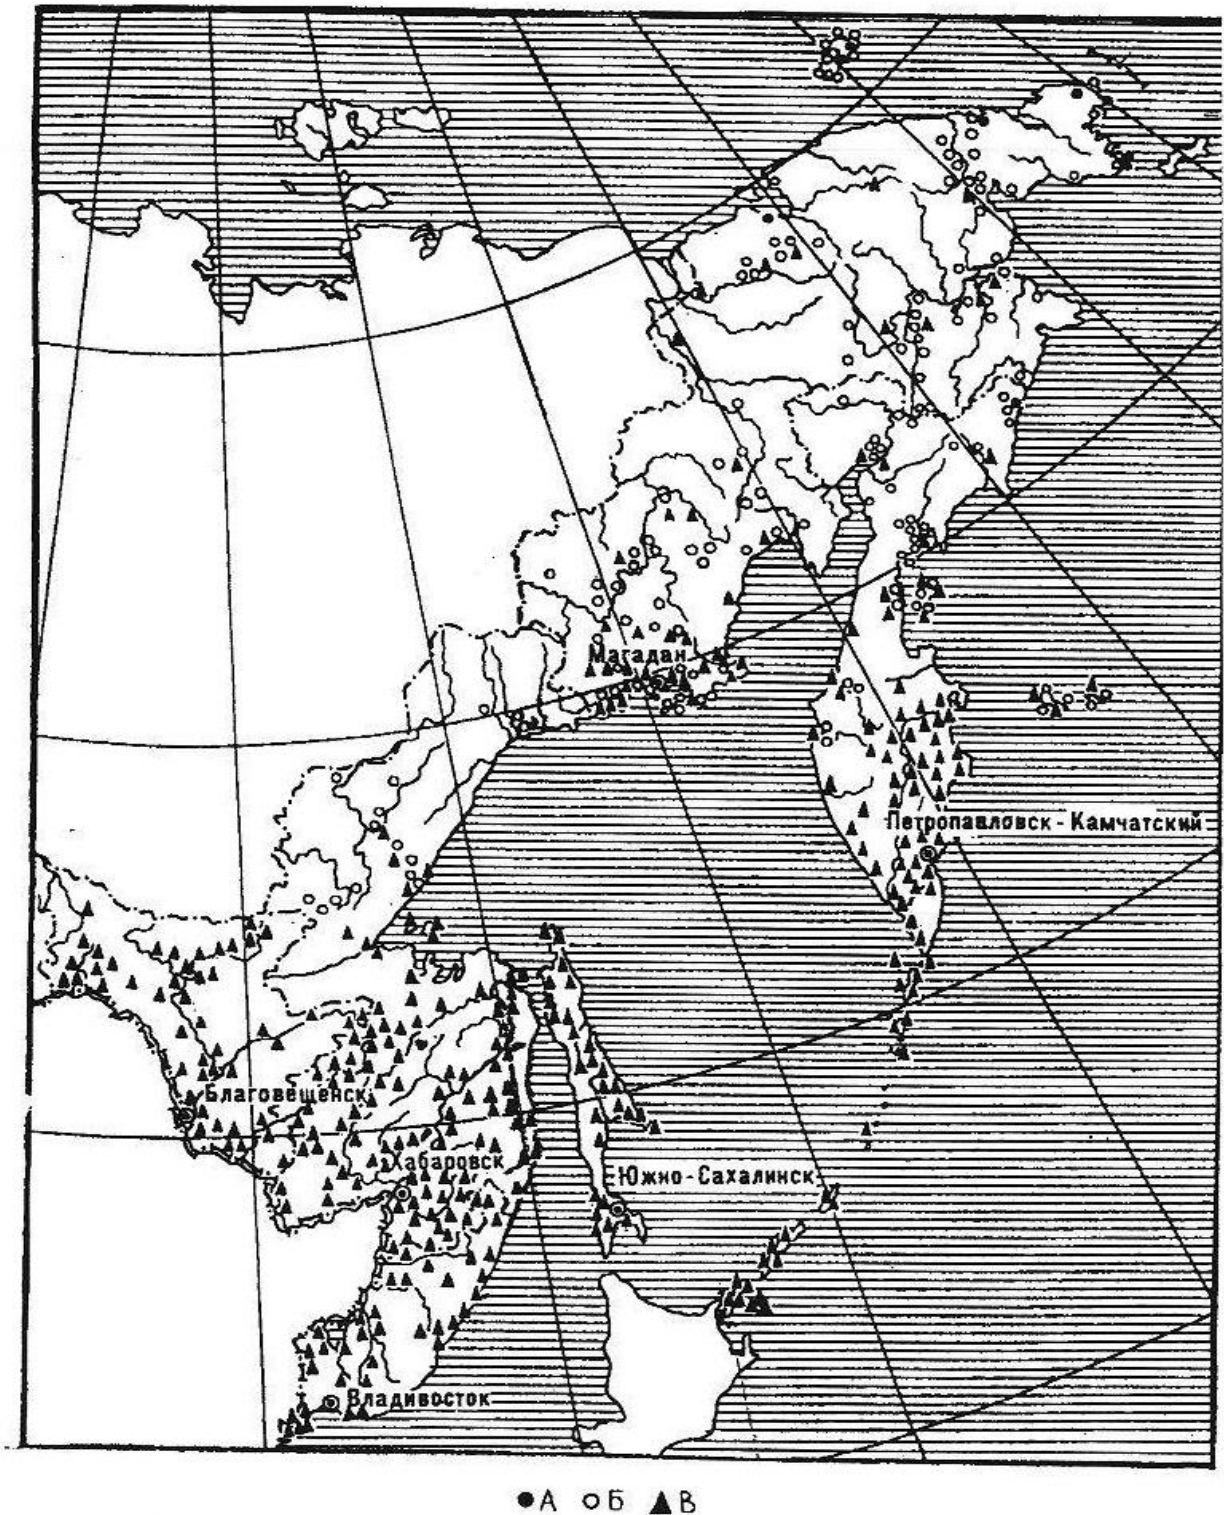 Магадан
Петропавловск-Камчатский
Благовещенск
Хабаровск
Южно-Сахалинск
Владивосток
А Б В